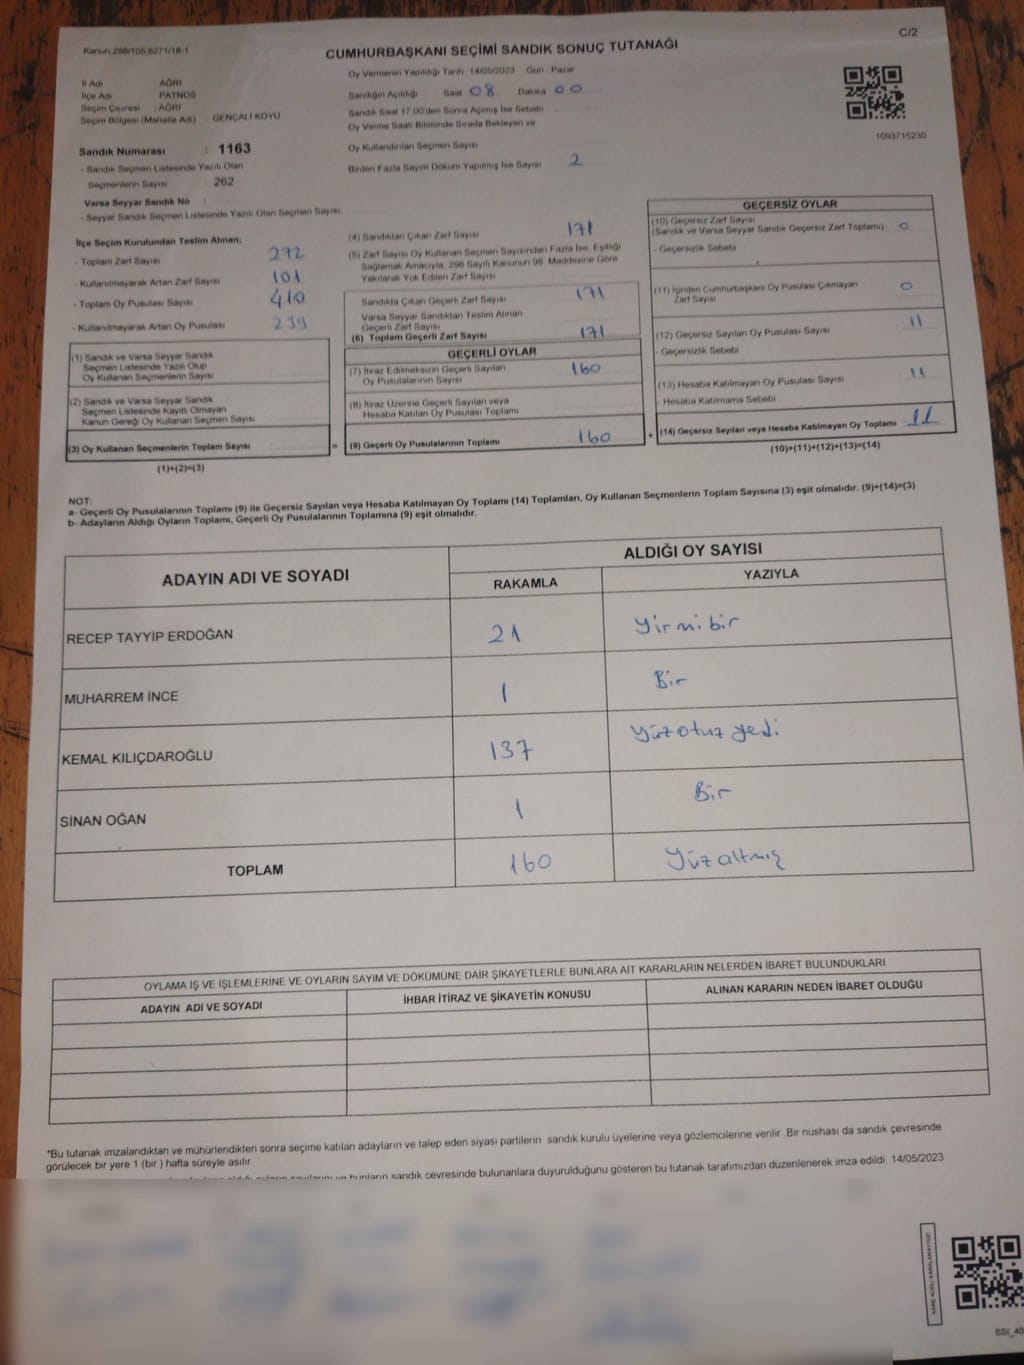 Kanun 298/105,6271/18-1
C/2
CUMHURBAŞKANI SEÇİMİ SANDIK SONUÇ TUTANAĞI
İl Adı AĞRI
İlçe Adı PATNOS
Seçim Çevresi : AĞRI
Seçim Bölgesi (Mahalle Adı) GENÇALİ KÖYÜ
Sandık Numarası : 1163
- Sandık Seçmen Listesinde Yazılı Olan
Seçmenlerin Sayısı : 262
Varsa Seyyar Sandık No :
- Seyyar Sandık Seçmen Listesinde Yazılı Olan Seçmen Sayısı
Oy Vermenin Yapıldığı Tarih :14/05/2023 Gün : Pazar
Sandığın Açıldığı Saat 08 Dakika 00
Sandık Saat 17:00'den Sonra Açılmış İse Sebebi
Oy Verme Saati Bitiminde Sırada Bekleyen ve
Oy Kullandırılan Seçmen Sayısı
Birden Fazla Sayım Döküm Yapılmış İse Sayısı 2
1093715230
İlçe Seçim Kurulundan Teslim Alınan;
- Toplam Zarf Sayısı 272
- Kullanılmayarak Artan Zarf Sayısı 101
- Toplam Oy Pusulası Sayısı 410
- Kullanılmayarak Artan Oy Pusulası 239
(1) Sandık ve Varsa Seyyar Sandık
Seçmen Listesinde Yazılı Olup
Oy Kullanan Seçmenlerin Sayısı
(2) Sandık ve Varsa Seyyar Sandık
Seçmen Listesinde Kayıtlı Olmayan
Kanun Gereği Oy Kullanan Seçmen Sayısı
(3) Oy Kullanan Seçmenlerin Toplam Sayısı
(1)+(2)=(3)
=
(4) Sandıktan Çıkan Zarf Sayısı 171
(5) Zarf Sayısı Oy Kullanan Seçmen Sayısından Fazla İse, Eşitliği
Sağlamak Amacıyla, 298 Sayılı Kanunun 98. Maddesine Göre
Yakılarak Yok Edilen Zarf Sayısı
Sandıkta Çıkan Geçerli Zarf Sayısı 171
Varsa Seyyar Sandıktan Teslim Alınan
Geçerli Zarf Sayısı
(6) Toplam Geçerli Zarf Sayısı 171
GEÇERLİ OYLAR
(7) İtiraz Edilmeksizin Geçerli Sayılan
Oy Pusulalarının Sayısı 160
(8) İtiraz Üzerine Geçerli Sayılan veya
Hesaba Katılan Oy Pusulası Toplamı
(9) Geçerli Oy Pusulalarının Toplamı 160
+
GEÇERSİZ OYLAR
(10) Geçersiz Zarf Sayısı
(Sandık ve Varsa Seyyar Sandık Geçersiz Zarf Toplamı) 0
- Geçersizlik Sebebi
(11) İçinden Cumhurbaşkanı Oy Pusulası Çıkmayan
Zarf Sayısı 0
(12) Geçersiz Sayılan Oy Pusulası Sayısı 11
- Geçersizlik Sebebi
(13) Hesaba Katılmayan Oy Pusulası Sayısı 11
- Hesaba Katılmama Sebebi
(14) Geçersiz Sayılan veya Hesaba Katılmayan Oy Toplamı 11
(10)+(11)+(12)+(13)=(14)
NOT:
a- Geçerli Oy Pusulalarının Toplamı (9) ile Geçersiz Sayılan veya Hesaba Katılmayan Oy Toplamı (14) Toplamları, Oy Kullanan Seçmenlerin Toplam Sayısına (3) eşit olmalıdır. (9)+(14)=(3)
b- Adayların Aldığı Oyların Toplamı, Geçerli Oy Pusulalarının Toplamına (9) eşit olmalıdır.
ADAYIN ADI VE SOYADI
ALDIĞI OY SAYISI
RAKAMLA YAZIYLA
RECEP TAYYİP ERDOĞAN 21 Yirmibir
MUHARREM İNCE 1 Bir
KEMAL KILIÇDAROĞLU 137 Yüzotuz yedi
SİNAN OĞAN 1 Bir
TOPLAM 160 Yüzaltmış
OYLAMA İŞ VE İŞLEMLERİNE VE OYLARIN SAYIM VE DÖKÜMÜNE DAİR ŞİKAYETLERLE BUNLARA AİT KARARLARIN NELERDEN İBARET BULUNDUKLARI
ADAYIN ADI VE SOYADI İHBAR İTİRAZ VE ŞİKAYETİN KONUSU ALINAN KARARIN NEDEN İBARET OLDUĞU
*Bu tutanak imzalandıktan ve mühürlendikten sonra seçime katılan adayların ve talep eden siyasi partilerin sandık kurulu üyelerine veya gözlemcilerine verilir. Bir nüshası da sandık çevresinde
görülecek bir yere 1 (bir ) hafta süreyle asılır.
sandık çevresinde bulunanlara duyurulduğunu gösteren bu tutanak tarafımızdan düzenlenerek imza edildi. 14/05/2023
KARE KODU KARALAMAYINIZ!
SSI_40